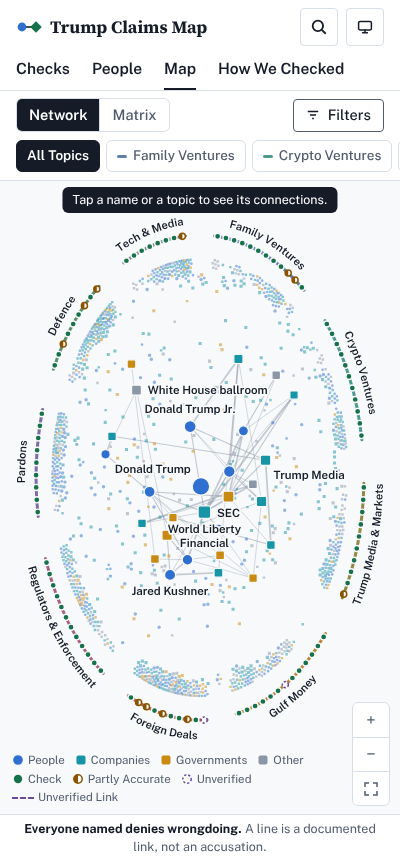 Trump Claims Map
Checks People Map How We Checked
Network Matrix Filters
All Topics Family Ventures Crypto Ventures
Tap a name or a topic to see its connections.
Tech & Media
Family Ventures
Defence
Crypto Ventures
White House ballroom
Donald Trump Jr.
Pardons
Donald Trump
Trump Media
SEC
World Liberty
Financial
Trump Media & Markets
Jared Kushner
Regulators & Enforcement
Gulf Money
Foreign Deals
People Companies Governments Other
Check Partly Accurate Unverified
Unverified Link
Everyone named denies wrongdoing. A line is a documented
link, not an accusation.